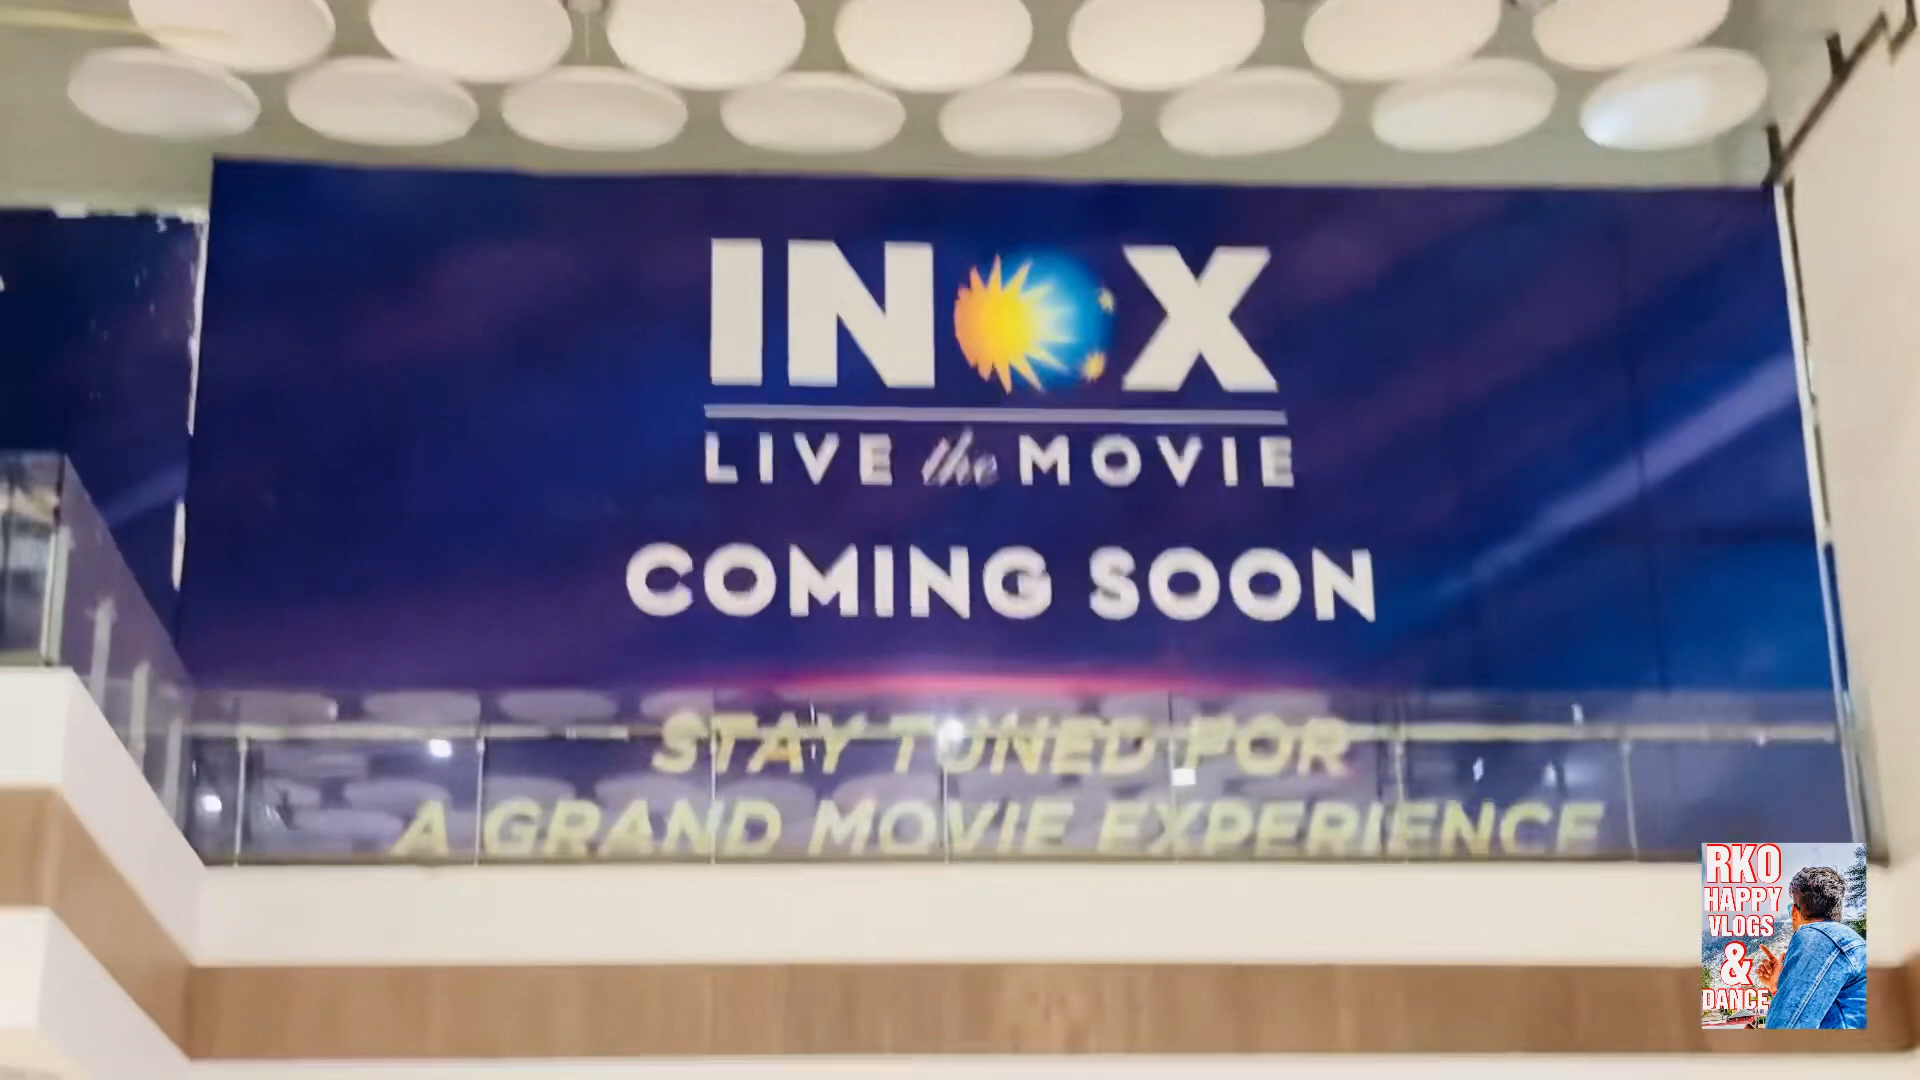 INOX
LIVE the MOVIE
COMING SOON
STAY TUNED FOR
A GRAND MOVIE EXPERIENCE
RKO
HAPPY
VLOGS
&
DANCE